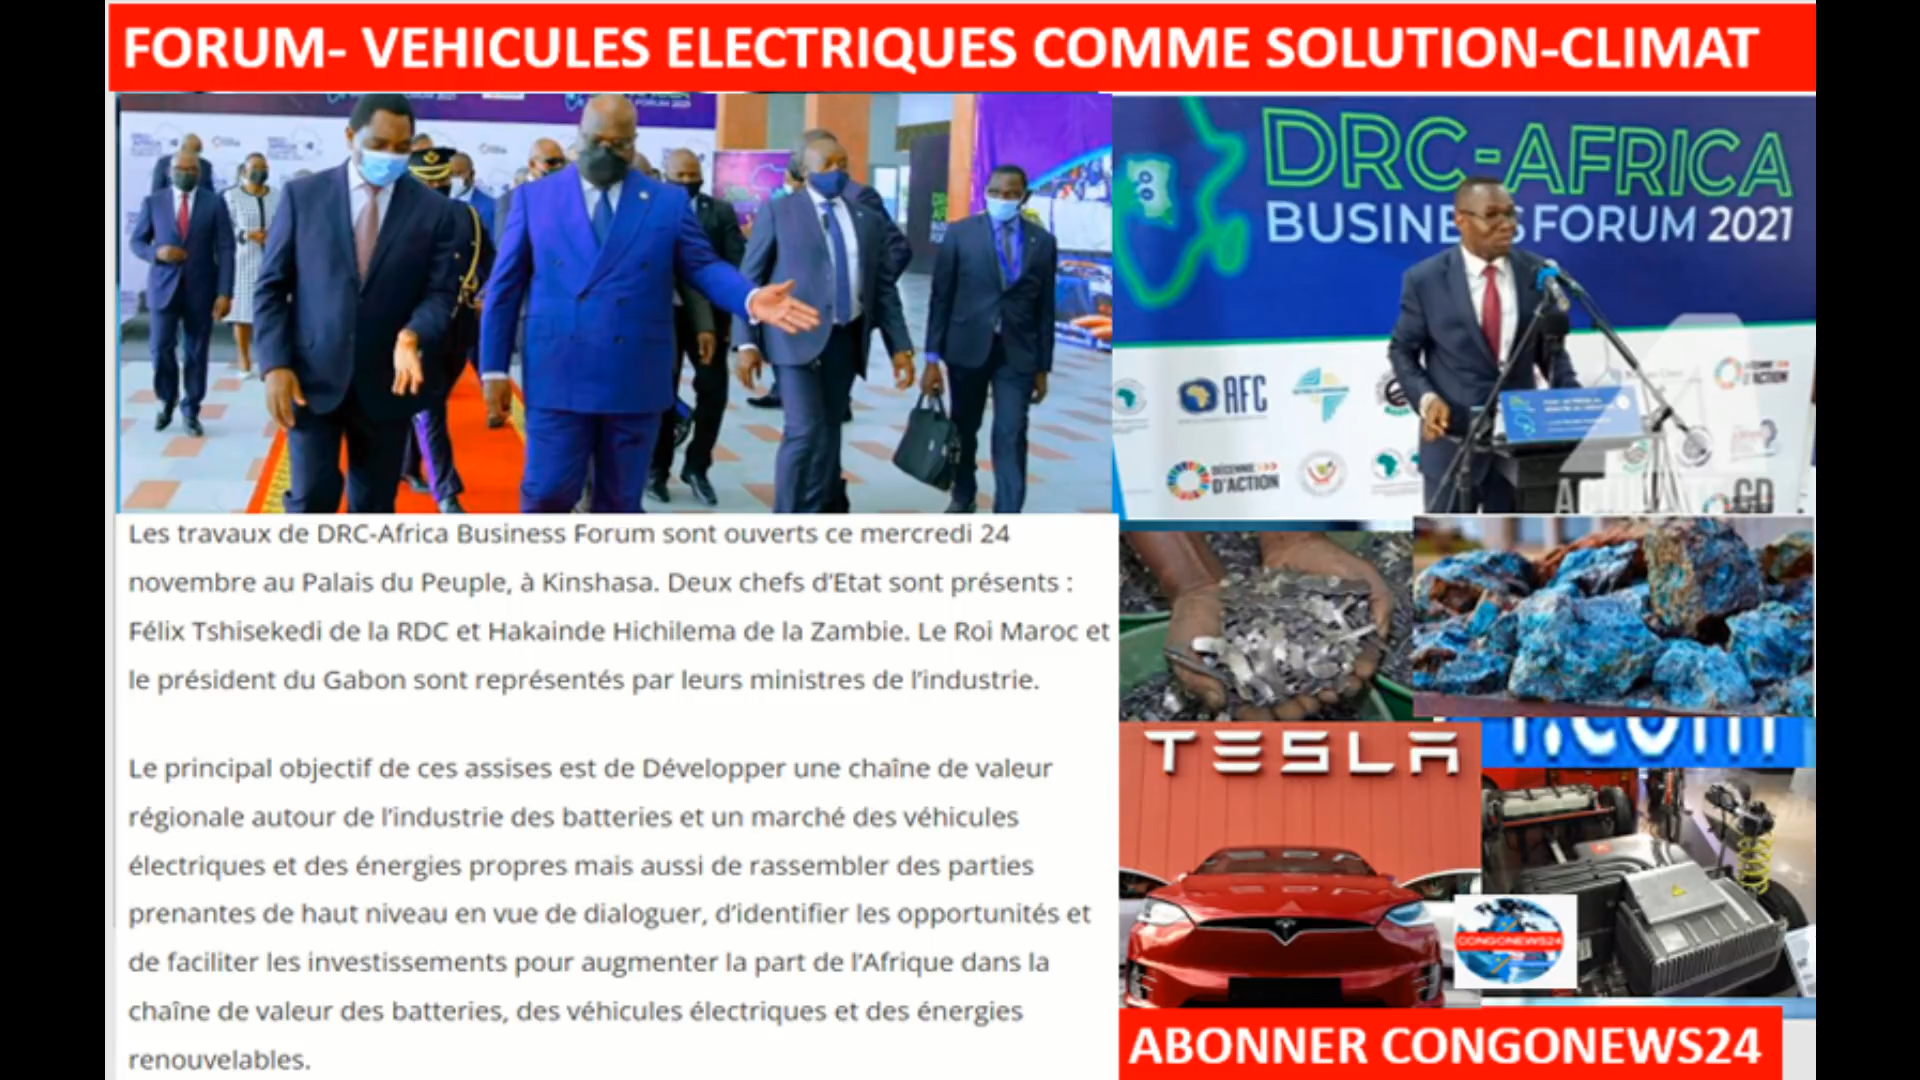 FORUM- VEHICULES ELECTRIQUES COMME SOLUTION-CLIMAT
DRC-AFRICA
BUSINE S FORUM 2021
AFC
DÉCENNIE
D'ACTION
D'ACTION
Les travaux de DRC-Africa Business Forum sont ouverts ce mercredi 24
novembre au Palais du Peuple, à Kinshasa. Deux chefs d'Etat sont présents :
Félix Tshisekedi de la RDC et Hakainde Hichilema de la Zambie. Le Roi Maroc et
le président du Gabon sont représentés par leurs ministres de l'industrie.
Le principal objectif de ces assises est de Développer une chaîne de valeur
régionale autour de l'industrie des batteries et un marché des véhicules
électriques et des énergies propres mais aussi de rassembler des parties
prenantes de haut niveau en vue de dialoguer, d'identifier les opportunités et
de faciliter les investissements pour augmenter la part de l'Afrique dans la
chaîne de valeur des batteries, des véhicules électriques et des énergies
renouvelables.
TESLA
CONGONEWS24
ABONNER CONGONEWS24